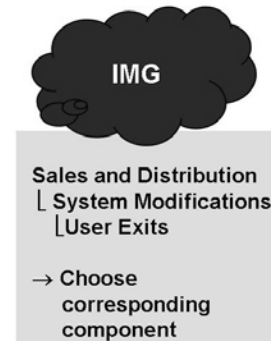 IMG
Sales and Distribution
⌊ System Modifications
⌊User Exits
→ Choose
corresponding
component